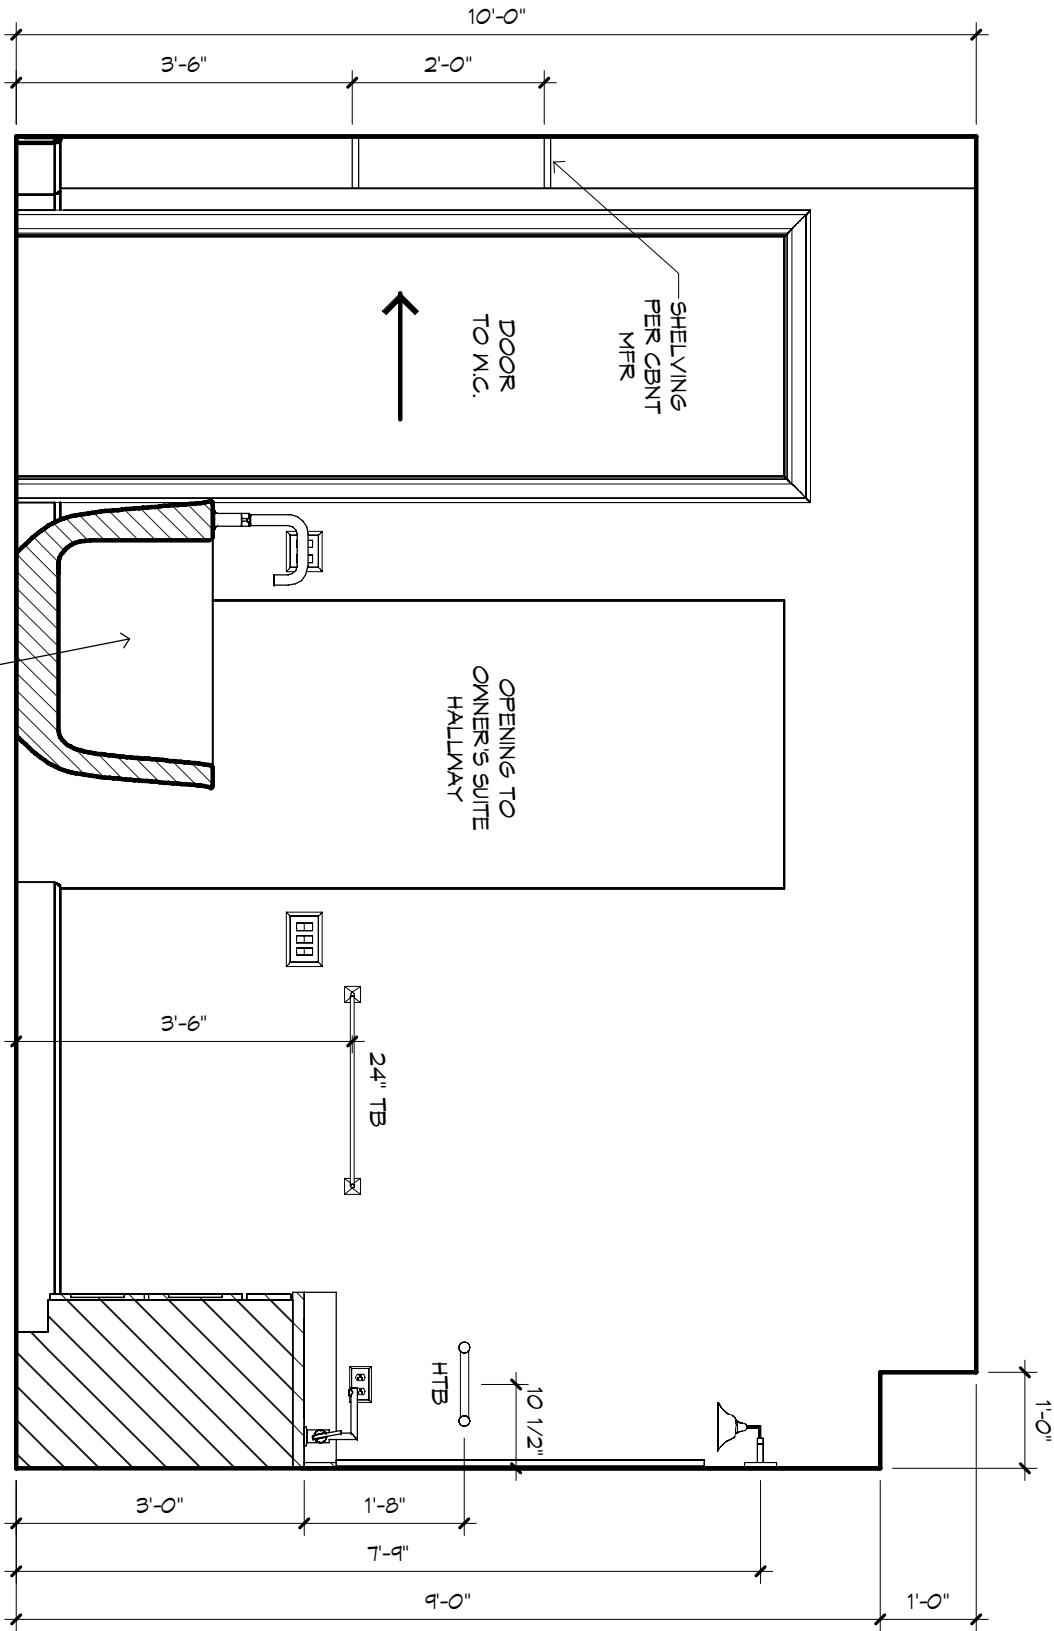 10'-0"
3'-6"
2'-0"
SHELVING
PER CBNT
MFR
DOOR
TO W.C.
OPENING TO
OWNER'S SUITE
HALLWAY
3'-6"
24" TB
HTB
10 1/2"
1'-0"
3'-0"
1'-8"
7'-9"
9'-0"
1'-0"